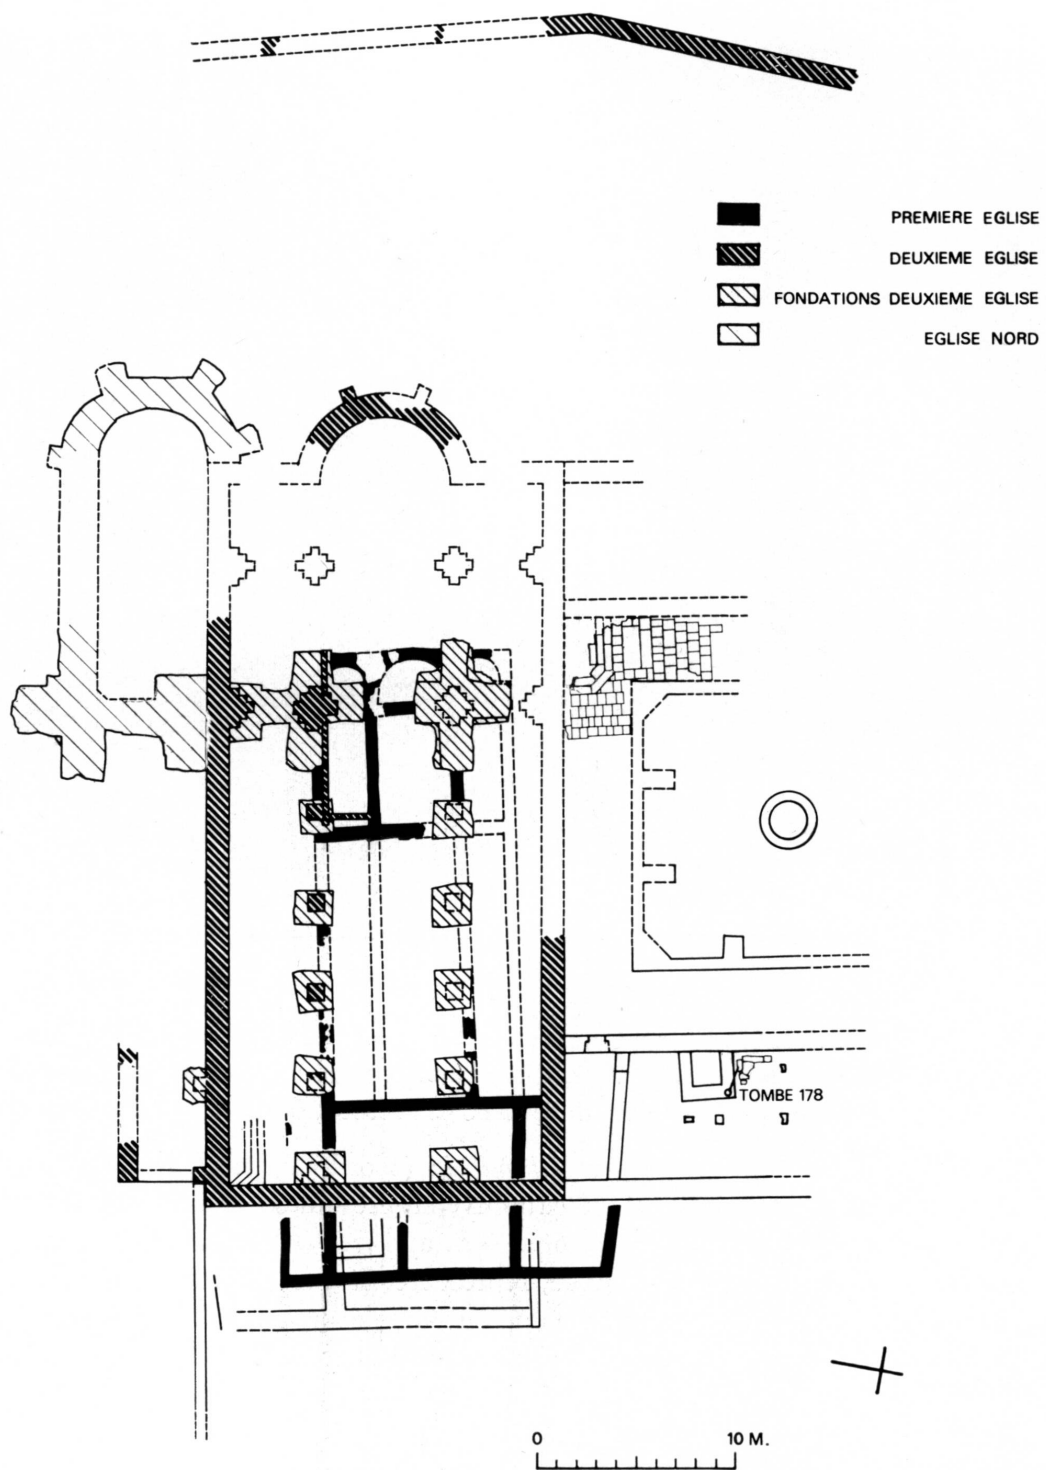 PREMIERE EGLISE
DEUXIEME EGLISE
FONDATIONS DEUXIEME EGLISE
EGLISE NORD
TOMBE 178
0 10 M.